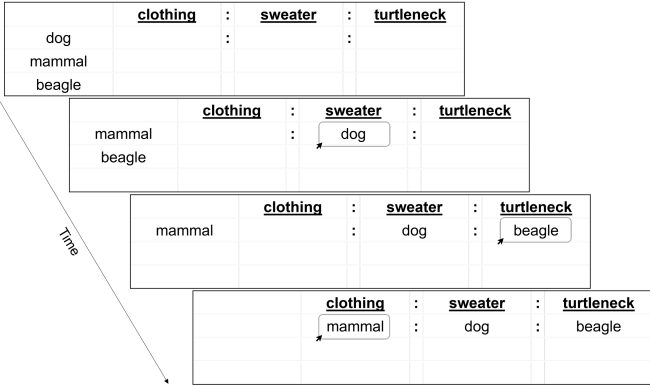 clothing : sweater : turtleneck
dog : :
mammal
beagle
clothing : sweater : turtleneck
mammal : dog :
beagle
clothing : sweater : turtleneck
mammal : dog : beagle
Time
clothing : sweater : turtleneck
mammal : dog : beagle